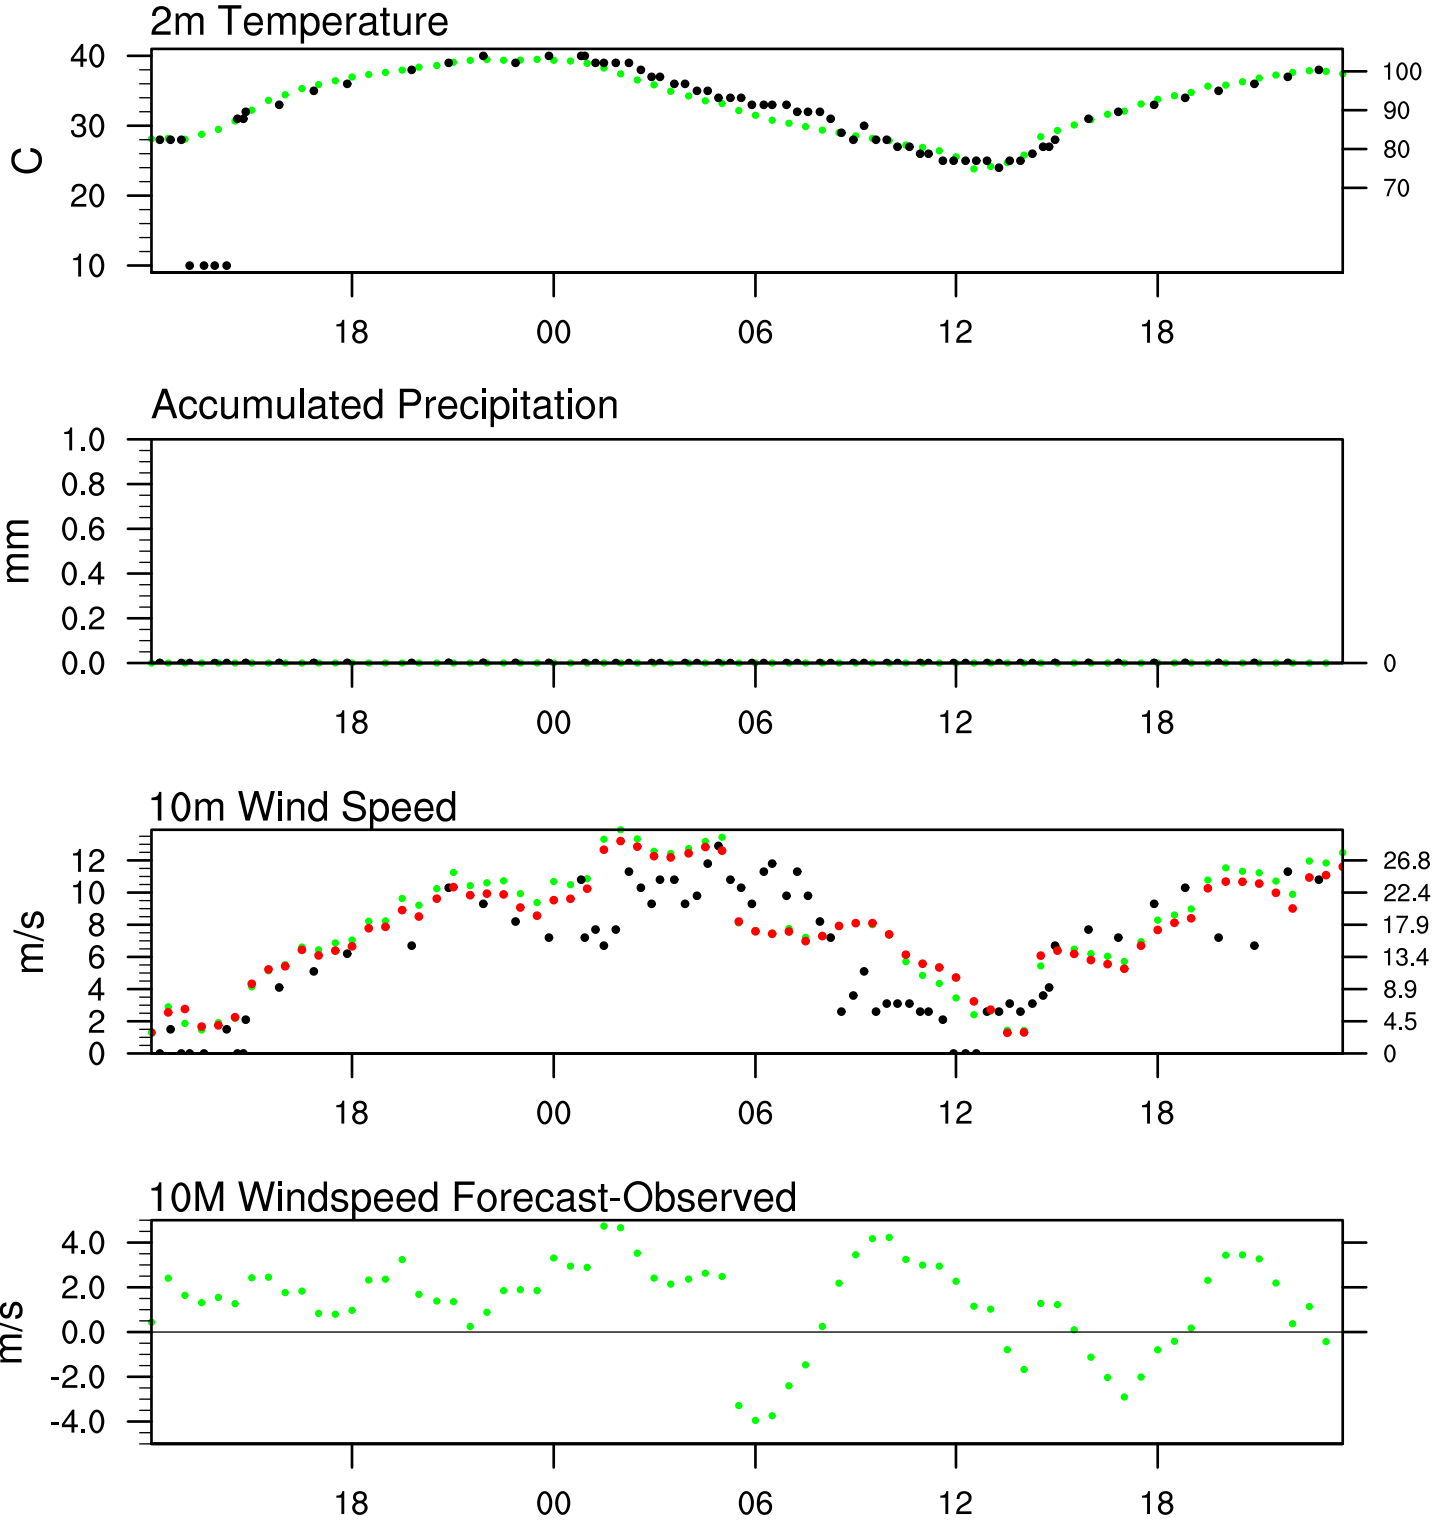 2m Temperature
40
30
20
10
C
100
90
80
70
18 00 06 12 18
Accumulated Precipitation
1.0
0.8
0.6
0.4
0.2
0.0
mm
0
18 00 06 12 18
10m Wind Speed
12
10
8
6
4
2
0
m/s
26.8
22.4
17.9
13.4
8.9
4.5
0
18 00 06 12 18
10M Windspeed Forecast-Observed
4.0
2.0
0.0
-2.0
-4.0
m/s
18 00 06 12 18